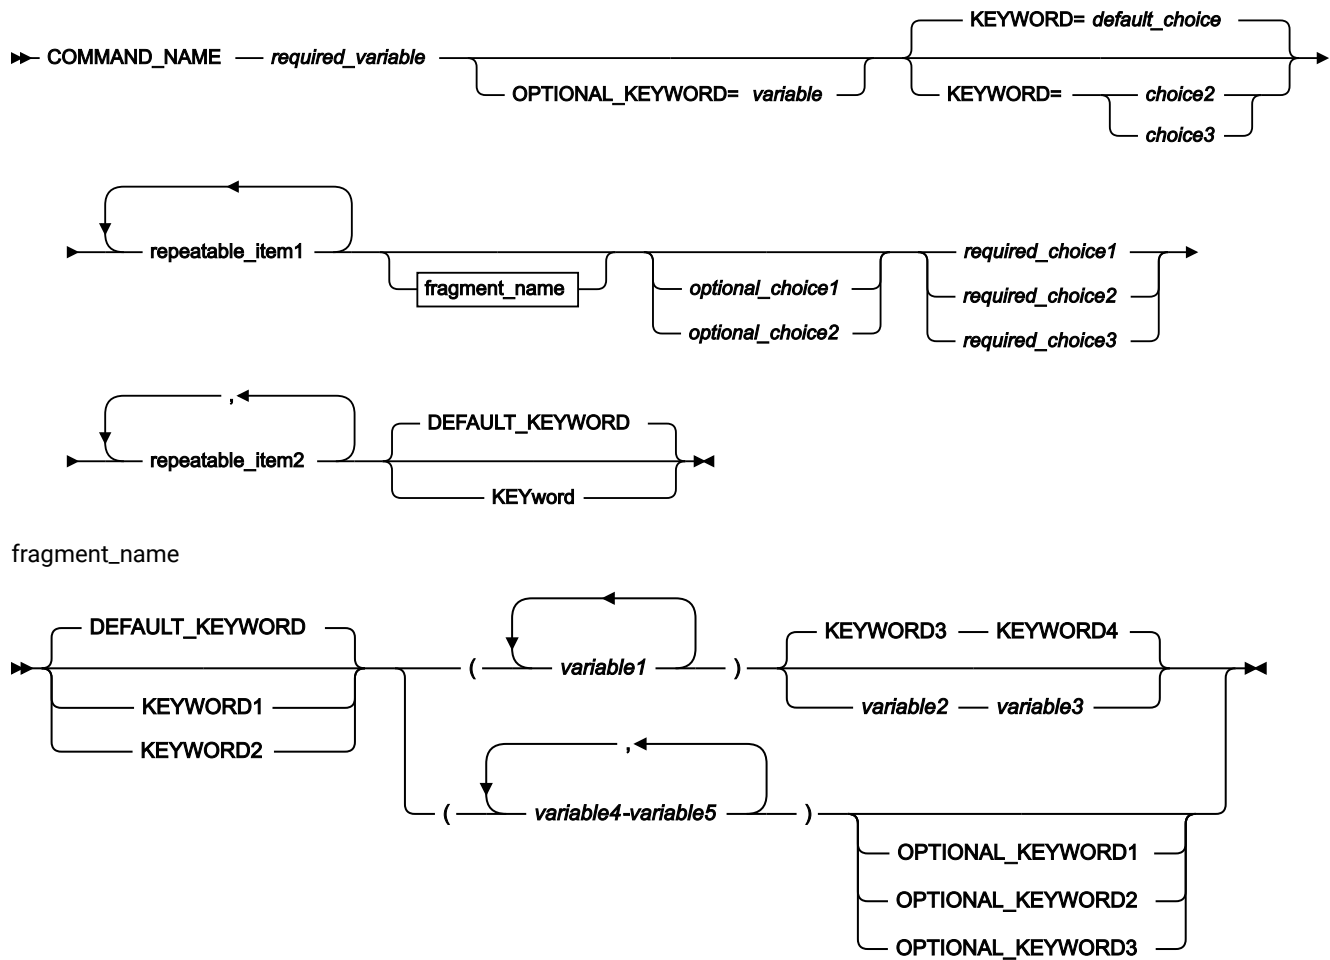 KEYWORD= default_choice
COMMAND_NAME required_variable
OPTIONAL_KEYWORD= variable KEYWORD= choice2
choice3
repeatable_item1 required_choice1
fragment_name optional_choice1 required_choice2
optional_choice2 required_choice3
,
DEFAULT_KEYWORD
repeatable_item2
KEYword
fragment_name
DEFAULT_KEYWORD KEYWORD3 KEYWORD4
( variable1 )
KEYWORD1 variable2 variable3
KEYWORD2 ,
( variable4-variable5 )
OPTIONAL_KEYWORD1
OPTIONAL_KEYWORD2
OPTIONAL_KEYWORD3